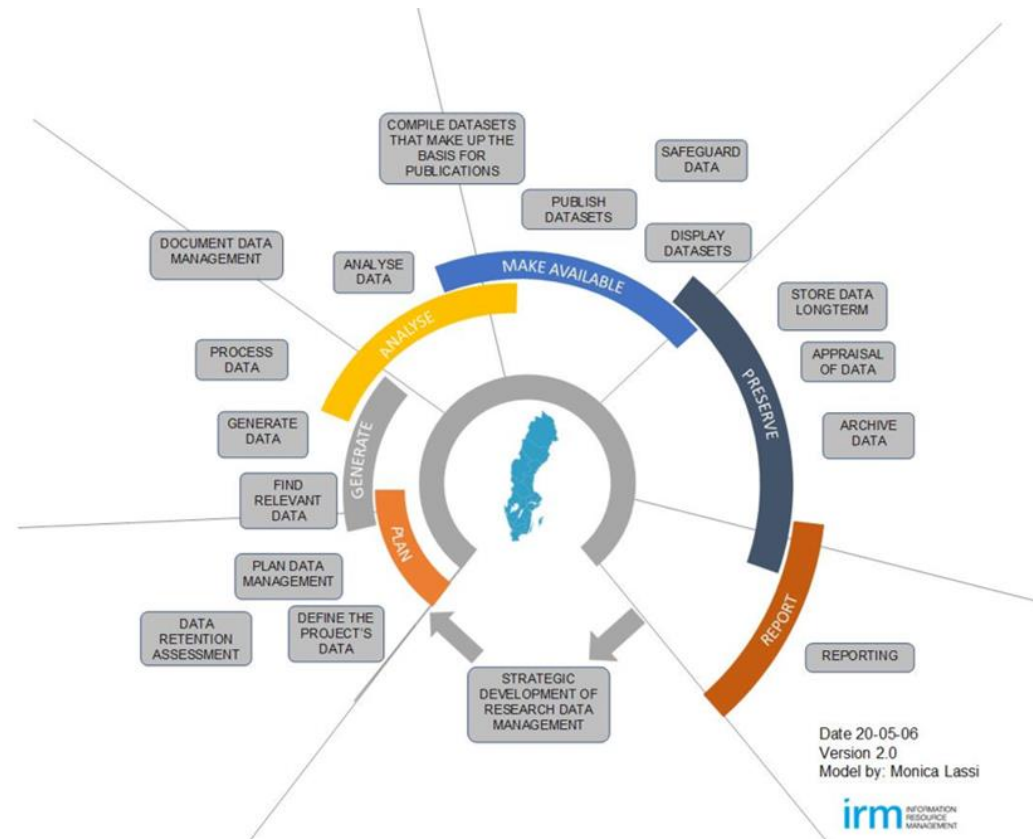 COMPILE DATASETS
THAT MAKE UP THE
BASIS FOR
PUBLICATIONS
SAFEGUARD
DATA
PUBLISH
DATASETS
DISPLAY
DATASETS
DOCUMENT DATA
MANAGEMENT
ANALYSE
DATA
MAKE AVAILABLE
STORE DATA
LONGTERM
ANALYSE
PROCESS
DATA
APPRAISAL
OF DATA
PRESERVE
GENERATE
DATA
GENERATE
ARCHIVE
DATA
FIND
RELEVANT
DATA
PLAN
PLAN DATA
MANAGEMENT
DATA
RETENTION
ASSESSMENT
DEFINE THE
PROJECT'S
DATA
REPORT
REPORTING
STRATEGIC
DEVELOPMENT OF
RESEARCH DATA
MANAGEMENT
Date 20-05-06
Version 2.0
Model by: Monica Lassi
irm
INFORMATION
RESOURCE
MANAGEMENT